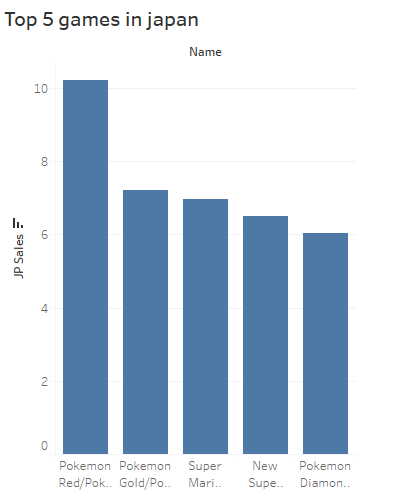 Top 5 games in japan
Name
10
8
6
4
2
0
JP Sales
Pokemon Red/Pok..
Pokemon Gold/Po..
Super Mari..
New Supe..
Pokemon Diamon..